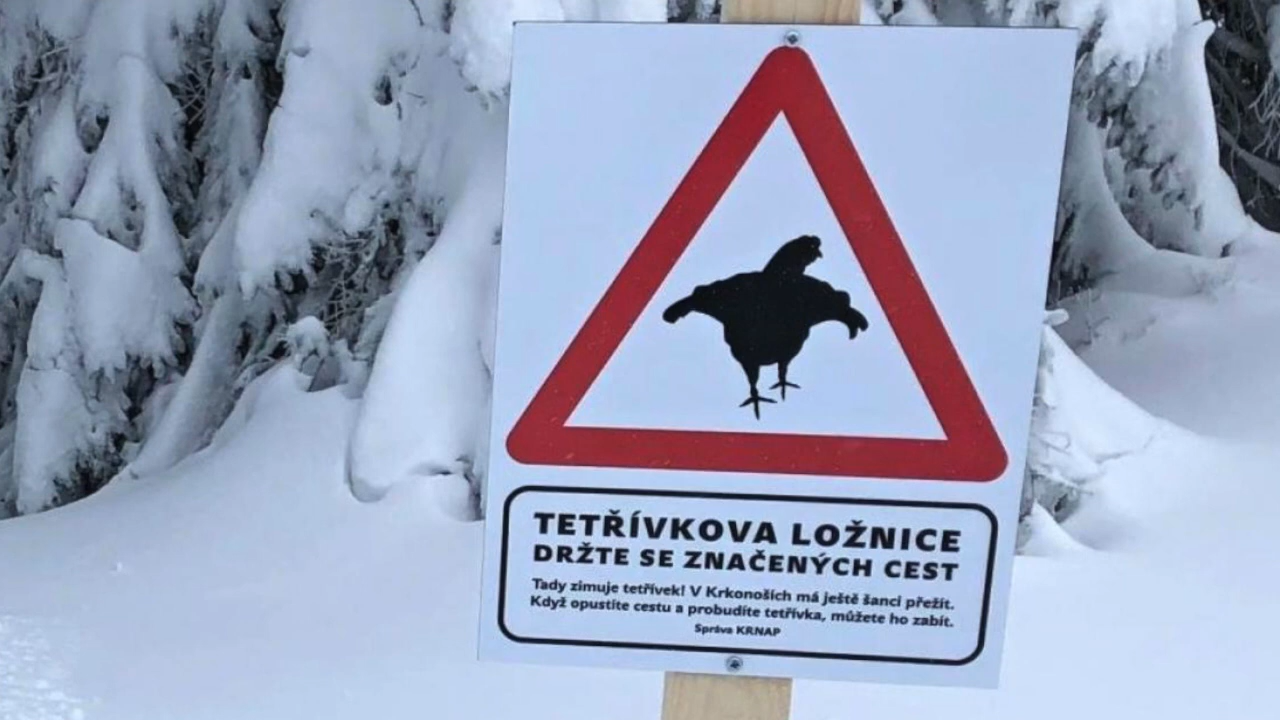 TETŘÍVKOVA LOŽNICE
DRŽTE SE ZNAČENÝCH CEST
Tady zimuje tetřívek! V Krkonoších má ještě šanci přežít.
Když opustíte cestu a probudíte tetřívka, můžete ho zabít.
Správa KRNAP